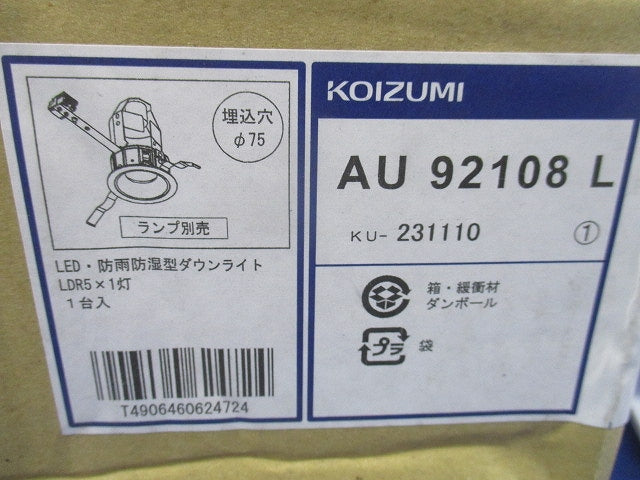 埋込穴
φ75
ランプ別売
LED・防雨防湿型ダウンライト
LDR5×1灯
1台入
T4906460624724
KOIZUMI
AU 92108 L
KU- 231110 ①
箱・緩衝材
ダンボール
プラ
袋